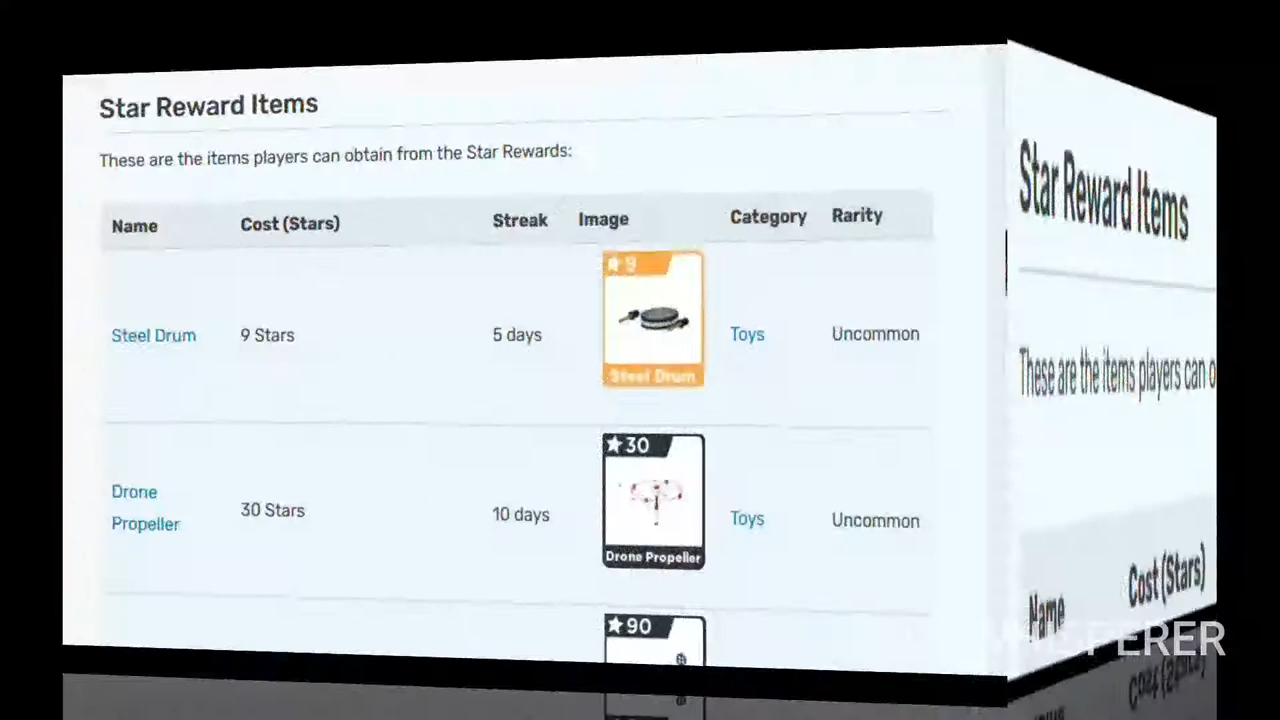 Star Reward Items
These are the items players can obtain from the Star Rewards:
Name Cost (Stars) Streak Image Category Rarity
★ 9
Steel Drum 9 Stars 5 days Toys Uncommon
Steel Drum
★ 30
Drone
Propeller
30 Stars 10 days Toys Uncommon
Drone Propeller
★ 90
Star Reward Items
These are the items players can o
Name Cost (Stars)